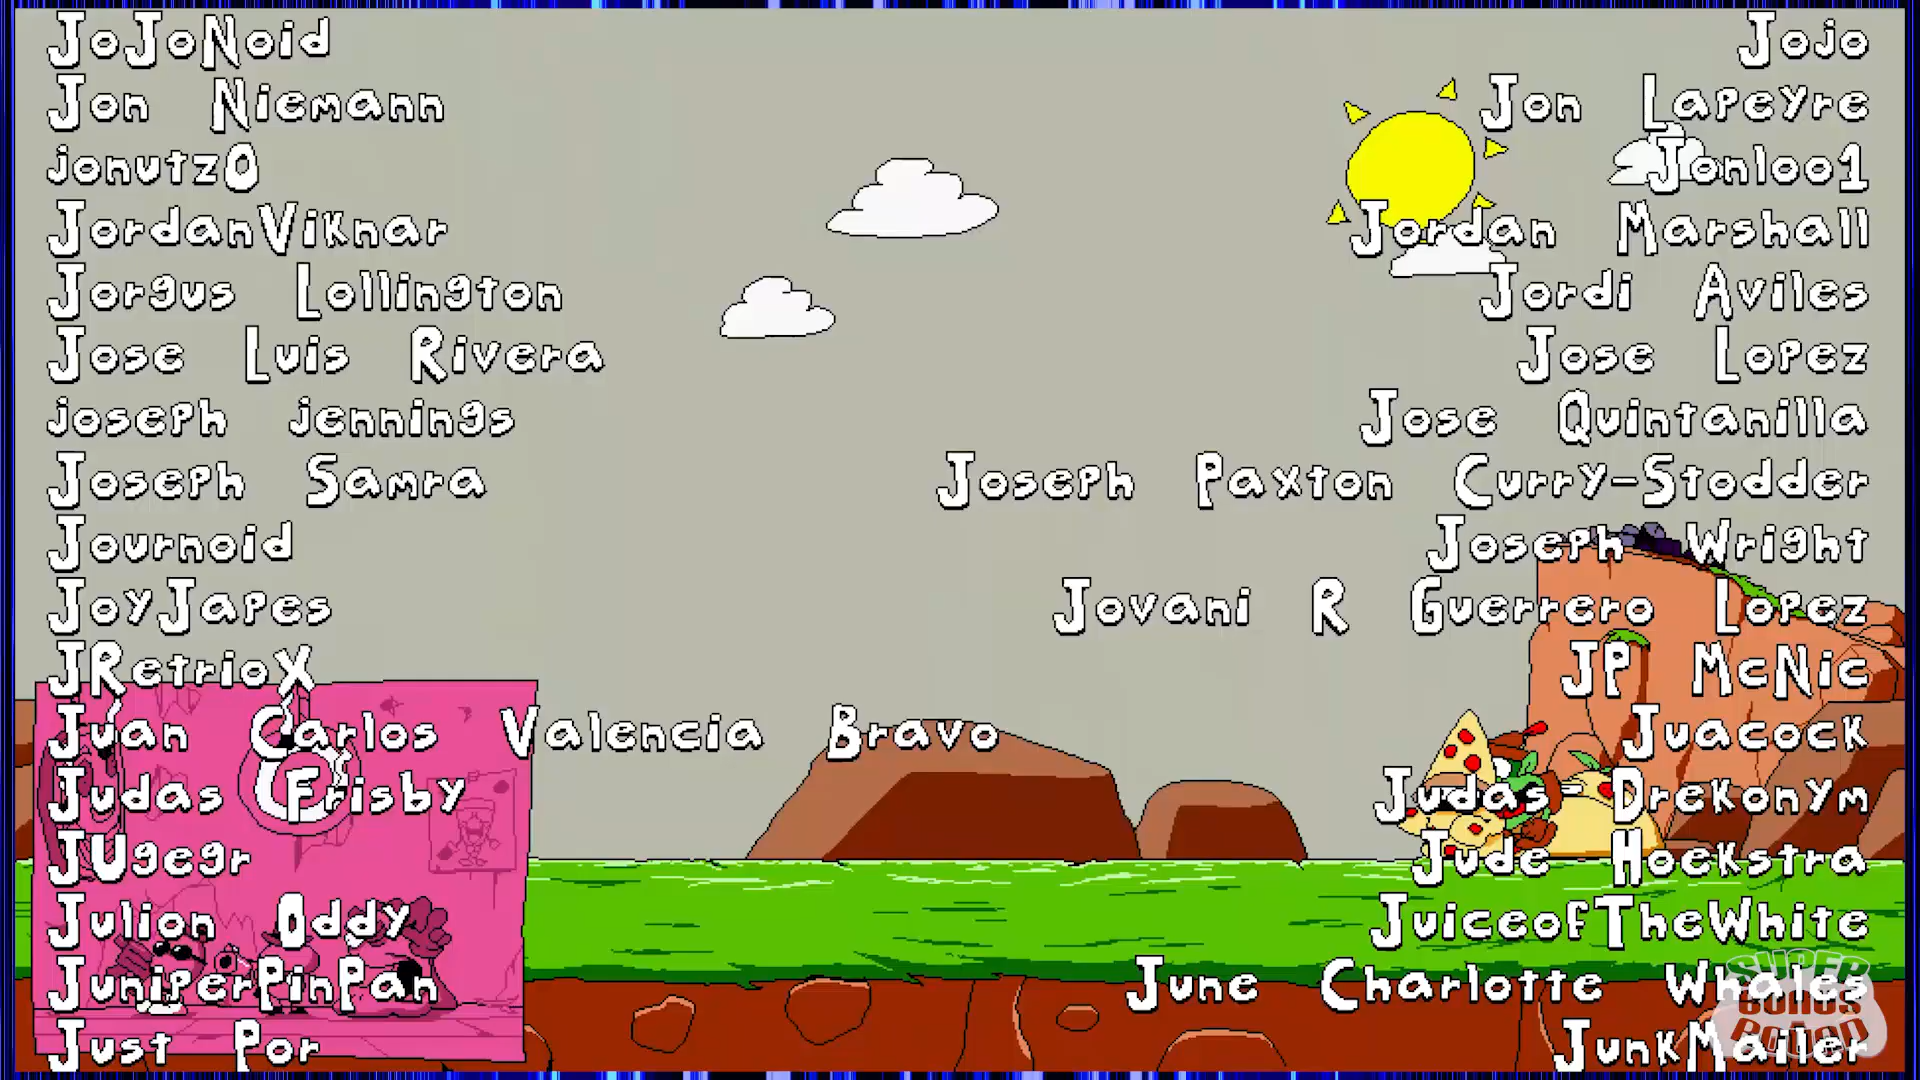 JoJoNoid
Jojo
Jon Niemann
Jon Lapeyre
jonutz0
Jonloo1
JordanViknar
Jordan Marshall
Jorgus Lollington
Jordi Aviles
Jose Luis Rivera
Jose Lopez
joseph jennings
Jose Quintanilla
Joseph Samra
Joseph Paxton Curry-Stodder
Journoid
Joseph Wright
JoyJapes
Jovani R Guerrero Lopez
JRetrioX
JP McNic
Juan Carlos Valencia Bravo
Juacock
Judas Frisby
Judas Drekonym
JUgegr
Jude Hoekstra
Julion Oddy
JuiceofTheWhite
JuniperPinPan
June Charlotte Whales
Just Por
JunkMailer
SUPER